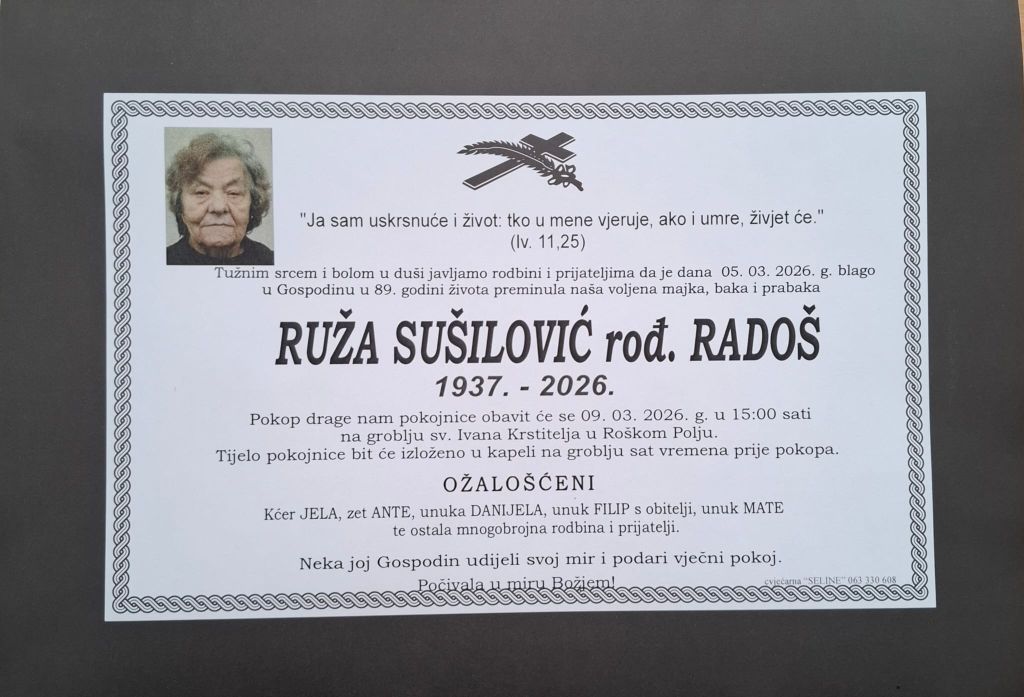 "Ja sam uskrsnuće i život: tko u mene vjeruje, ako i umre, živjet će."
(Iv. 11,25)
Tužnim srcem i bolom u duši javljamo rodbini i prijateljima da je dana 05. 03. 2026. g. blago
u Gospodinu u 89. godini života preminula naša voljena majka, baka i prabaka
RUŽA SUŠILOVIĆ rođ. RADOŠ
1937. - 2026.
Pokop drage nam pokojnice obavit će se 09. 03. 2026. g. u 15:00 sati
na groblju sv. Ivana Krstitelja u Roškom Polju.
Tijelo pokojnice bit će izloženo u kapeli na groblju sat vremena prije pokopa.
OŽALOŠĆENI
Kćer JELA, zet ANTE, unuka DANIJELA, unuk FILIP s obitelji, unuk MATE
te ostala mnogobrojna rodbina i prijatelji.
Neka joj Gospodin udijeli svoj mir i podari vječni pokoj.
Počivala u miru Božjem!
cvjećarna "SELINE" 063 330 608